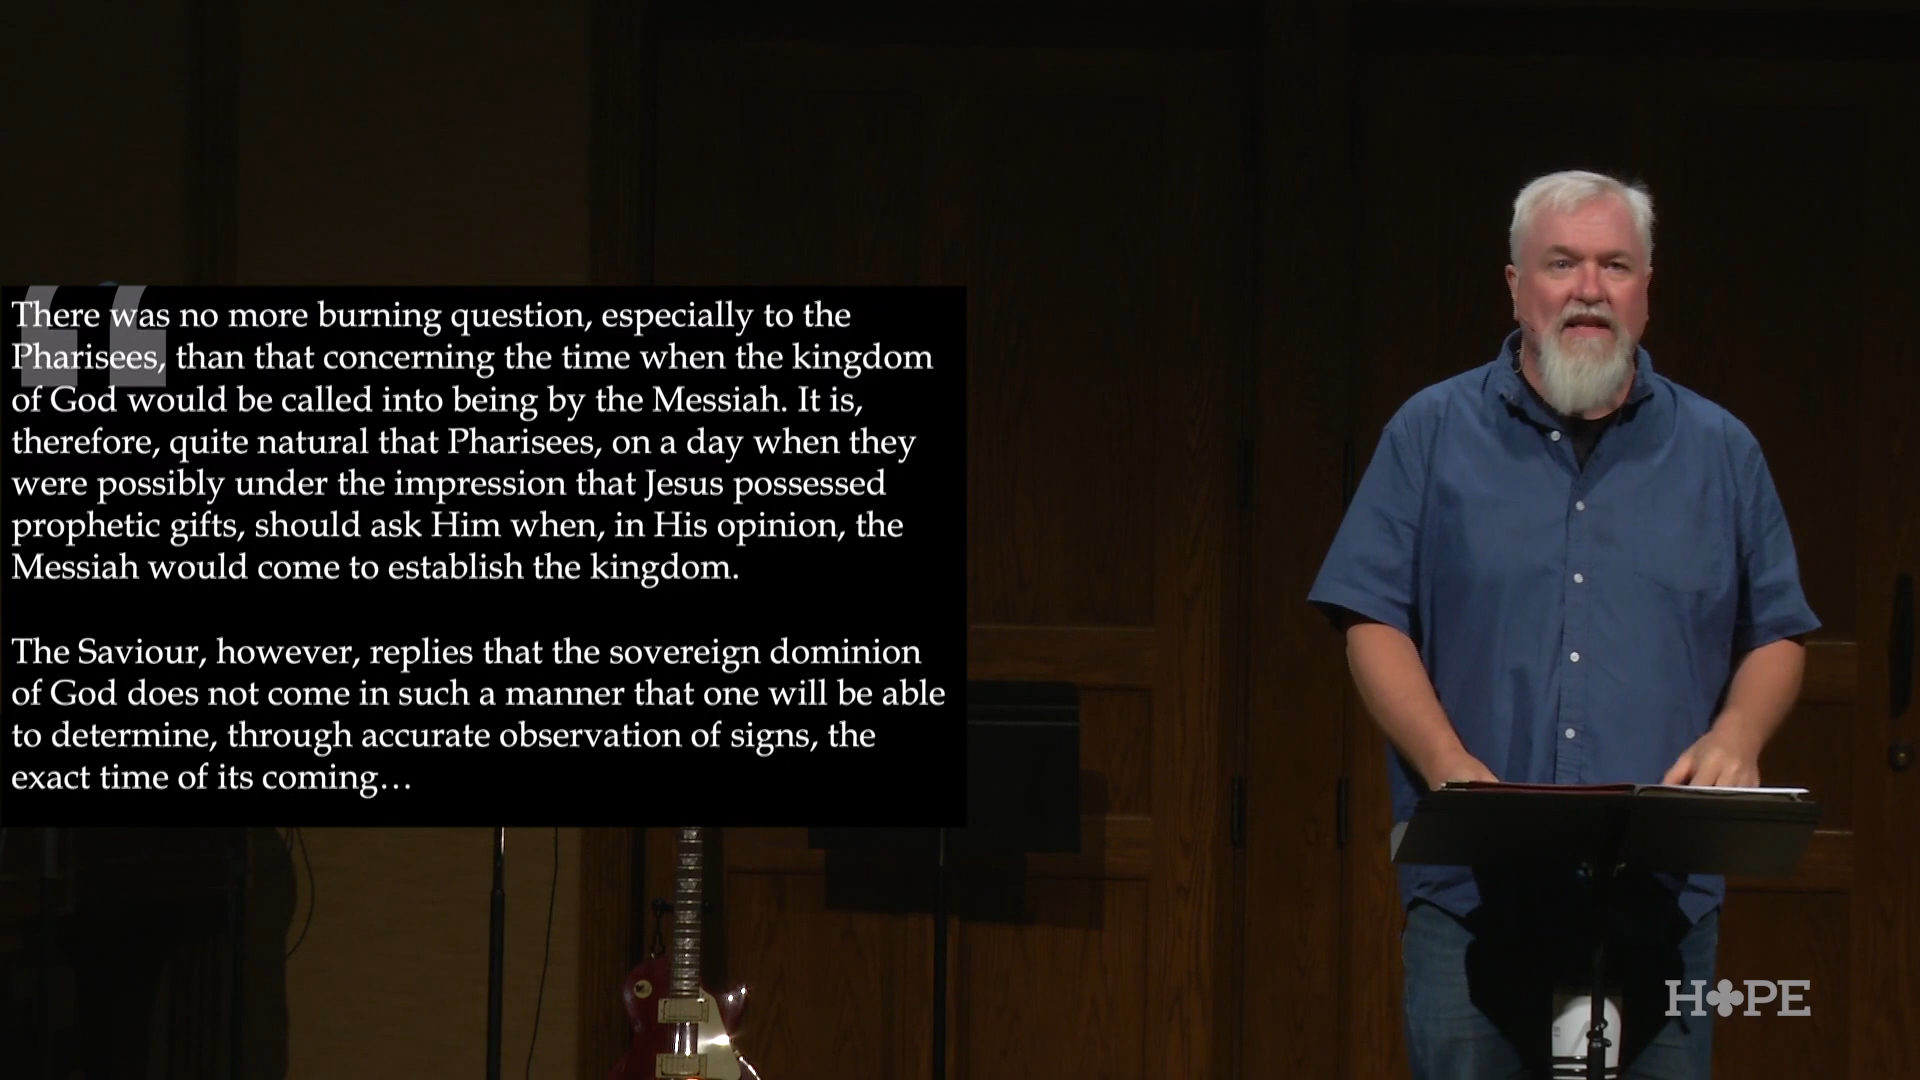 There was no more burning question, especially to the
Pharisees, than that concerning the time when the kingdom
of God would be called into being by the Messiah. It is,
therefore, quite natural that Pharisees, on a day when they
were possibly under the impression that Jesus possessed
prophetic gifts, should ask Him when, in His opinion, the
Messiah would come to establish the kingdom.
The Saviour, however, replies that the sovereign dominion
of God does not come in such a manner that one will be able
to determine, through accurate observation of signs, the
exact time of its coming…
HOPE